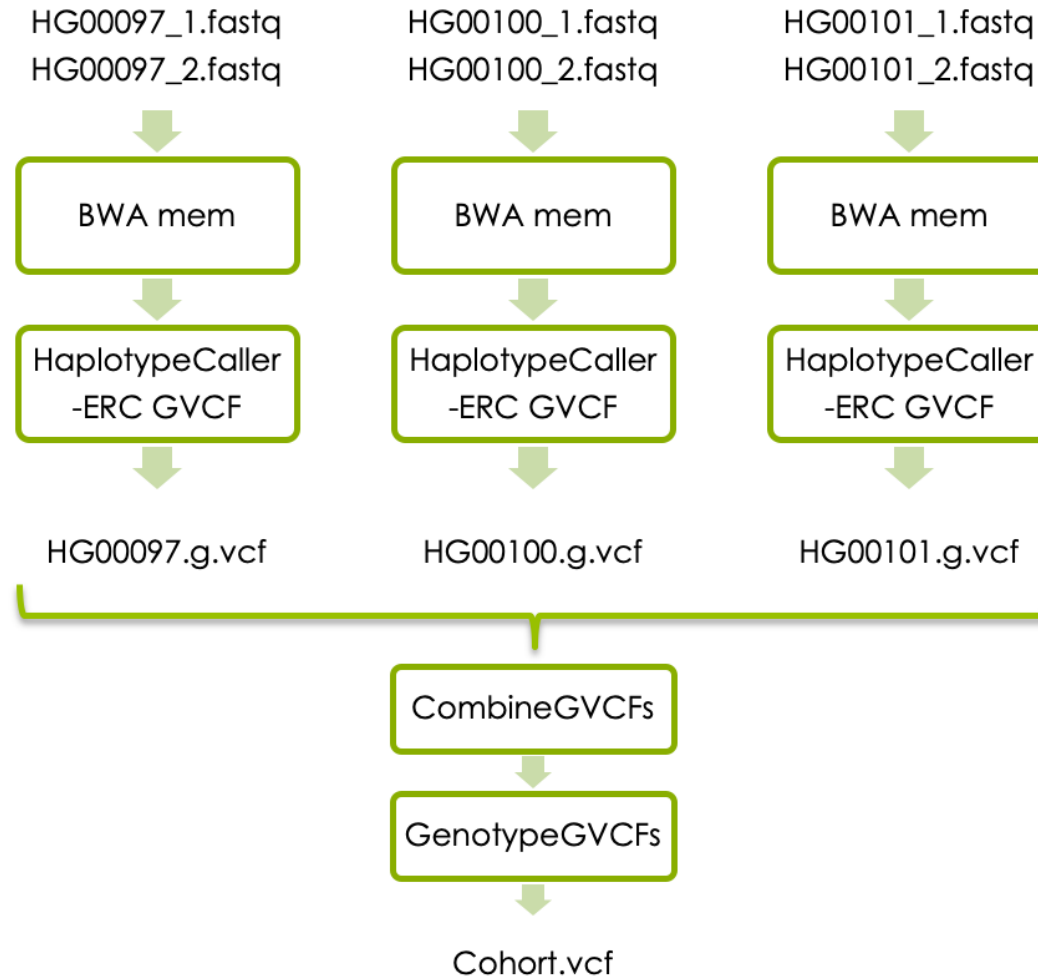 HG00097_1.fastq
HG00097_2.fastq
HG00100_1.fastq
HG00100_2.fastq
HG00101_1.fastq
HG00101_2.fastq
BWA mem
BWA mem
BWA mem
HaplotypeCaller
-ERC GVCF
HaplotypeCaller
-ERC GVCF
HaplotypeCaller
-ERC GVCF
HG00097.g.vcf
HG00100.g.vcf
HG00101.g.vcf
CombineGVCFs
GenotypeGVCFs
Cohort.vcf